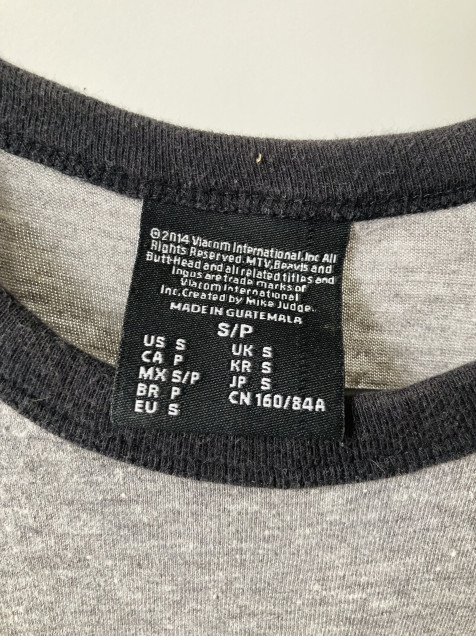 ©2014 Viacom International,Inc All
Rights Reserved. MTV, Beavis and
Butt-Head and all related titles and
logos are trade marks of
Viacom International
Inc. Created by Mike Judge.
MADE IN GUATEMALA
S/P
US S
CA P
MX S/P
BR P
EU S
UK S
KR S
JP S
CN 160/84A